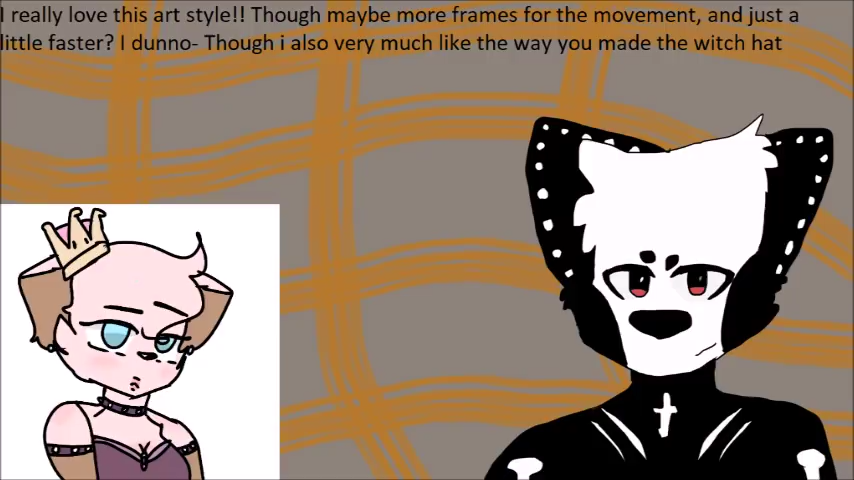 I really love this art style!! Though maybe more frames for the movement, and just a
little faster? I dunno- Though i also very much like the way you made the witch hat